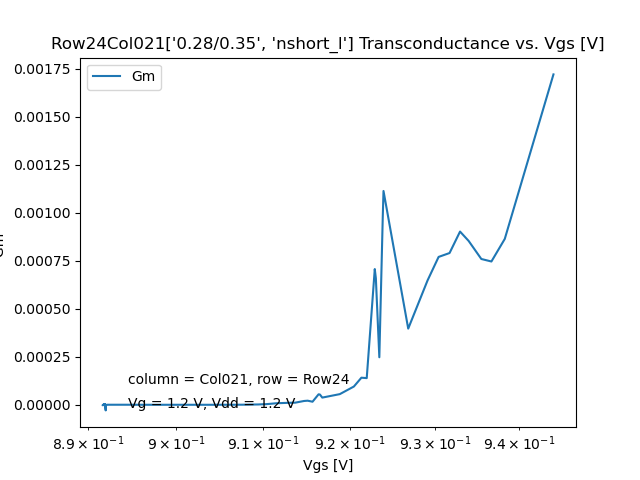 Row24Col021['0.28/0.35', 'nshort_l'] Transconductance vs. Vgs [V]
Gm
0.00175
0.00150
0.00125
0.00100
0.00075
0.00050
0.00025
0.00000
Gm
column = Col021, row = Row24
Vg = 1.2 V, Vdd = 1.2 V
8.9 × 10⁻¹ 9 × 10⁻¹ 9.1 × 10⁻¹ 9.2 × 10⁻¹ 9.3 × 10⁻¹ 9.4 × 10⁻¹
Vgs [V]